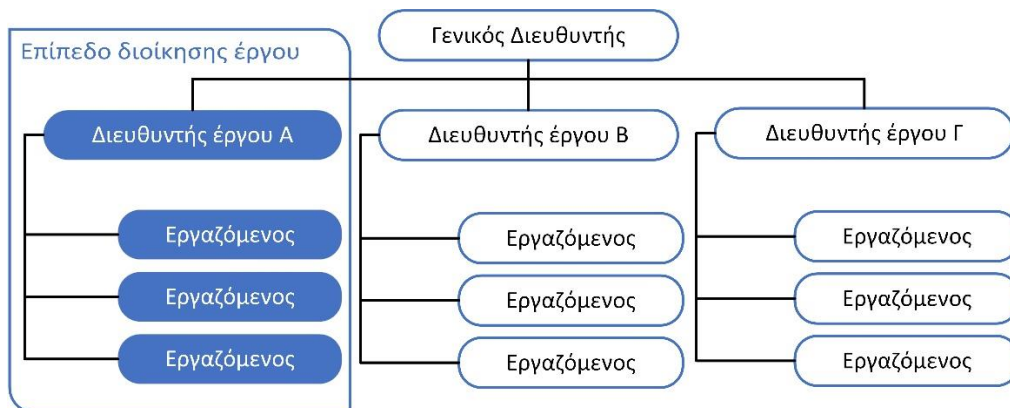 Γενικός Διευθυντής
Επίπεδο διοίκησης έργου
Διευθυντής έργου Α
Διευθυντής έργου Β
Διευθυντής έργου Γ
Εργαζόμενος
Εργαζόμενος
Εργαζόμενος
Εργαζόμενος
Εργαζόμενος
Εργαζόμενος
Εργαζόμενος
Εργαζόμενος
Εργαζόμενος